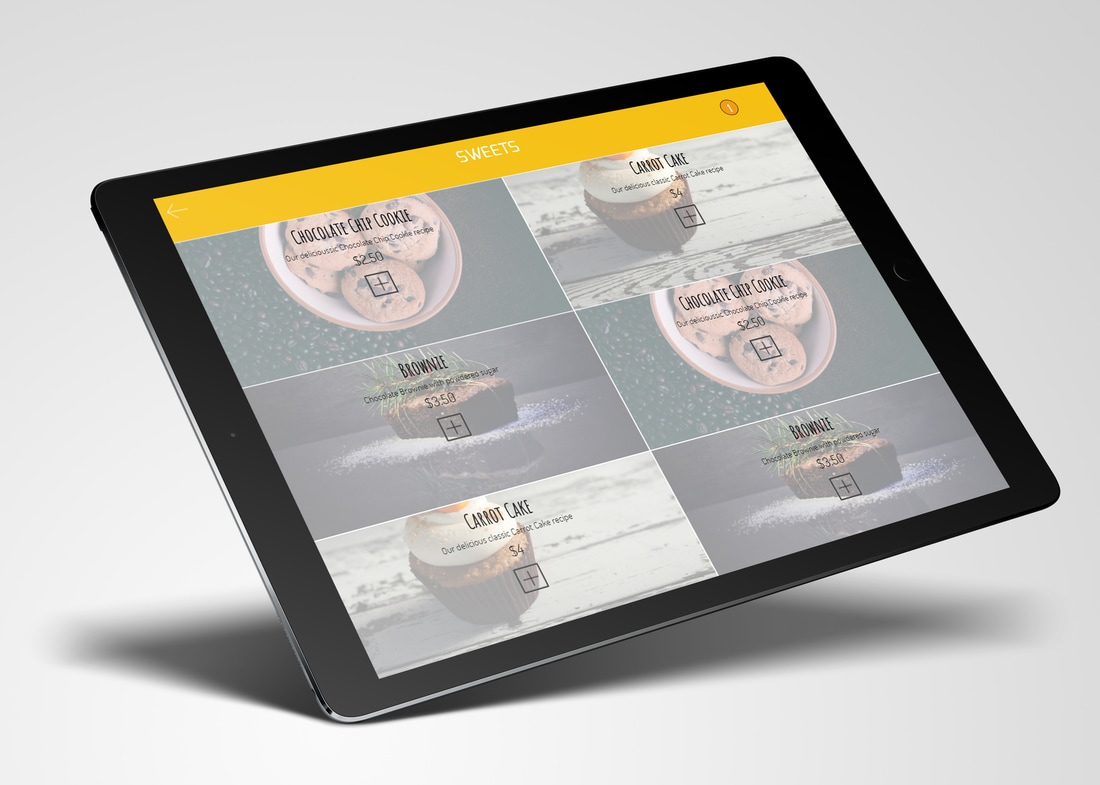 SWEETS
1
Chocolate Chip Cookie
Our delicioussic Chocolate Chip Cookie recipe
$2.50
Brownie
Chocolate Brownie with powdered sugar
$3.50
Carrot Cake
Our delicious classic Carrot Cake recipe
$4
Carrot Cake
Our delicious classic Carrot Cake recipe
$4
Chocolate Chip Cookie
Our delicioussic Chocolate Chip Cookie recipe
$2.50
Brownie
Chocolate Brownie with powdered sugar
$3.50